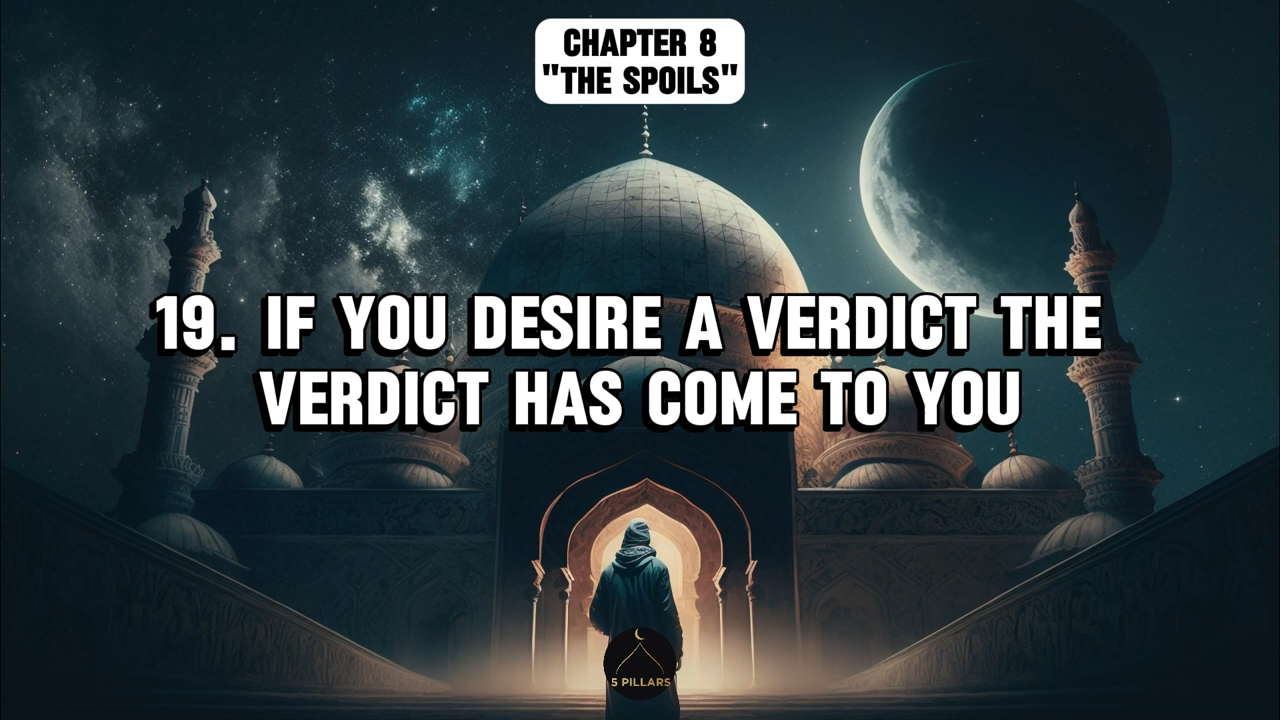 CHAPTER 8
"THE SPOILS"
19. IF YOU DESIRE A VERDICT THE
VERDICT HAS COME TO YOU
5 PILLARS